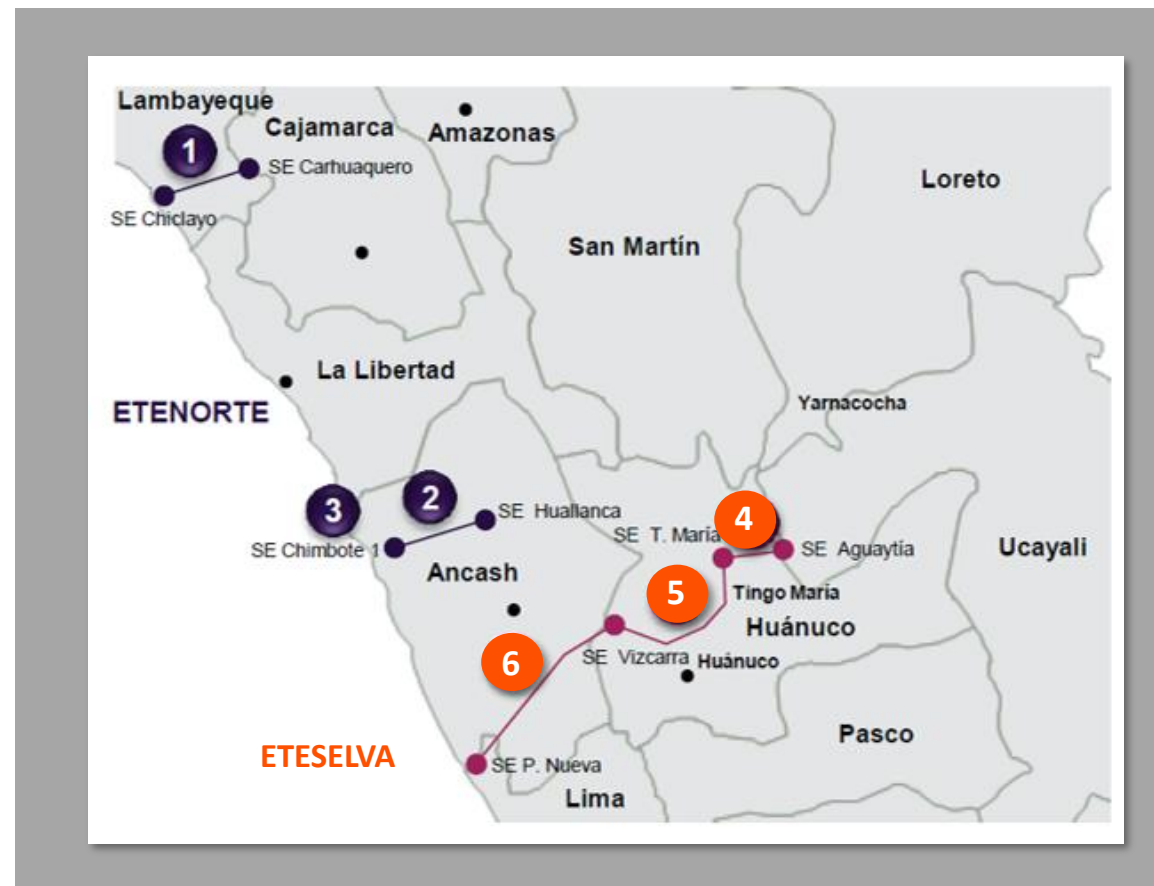 Lambayeque
Cajamarca
Amazonas
1
SE Carhuaquero
Loreto
SE Chiclayo
San Martín
La Libertad
ETENORTE
Yarnacocha
2
3
SE Huallanca
4
SE T. María
SE Chimbote 1
SE Aguaytía
Ucayali
Ancash
5
Tingo María
Huánuco
6
SE Vizcarra
Huánuco
Pasco
ETESELVA
SE P. Nueva
Lima